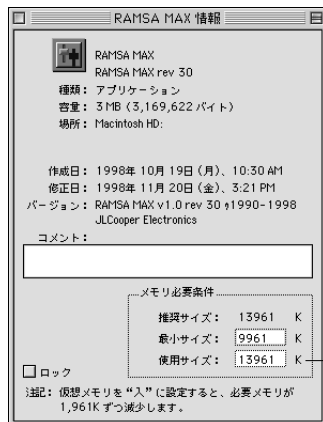 RAMSA MAX 情報
RAMSA MAX
RAMSA MAX rev 30
種類： アプリケーション
容量： 3 MB （3,169,622 バイト）
場所： Macintosh HD:
作成日： 1998年 10月 19日（月）、10:30 AM
修正日： 1998年 11月 20日（金）、3:21 PM
バージョン： RAMSA MAX v1.0 rev 30 ｩ1990-1998
JLCooper Electronics
コメント：
メモリ必要条件
推奨サイズ： 13961 K
最小サイズ： 9961 K
使用サイズ： 13961 K
ロック
注記： 仮想メモリを“入”に設定すると、必要メモリが
1,961K ずつ減少します。